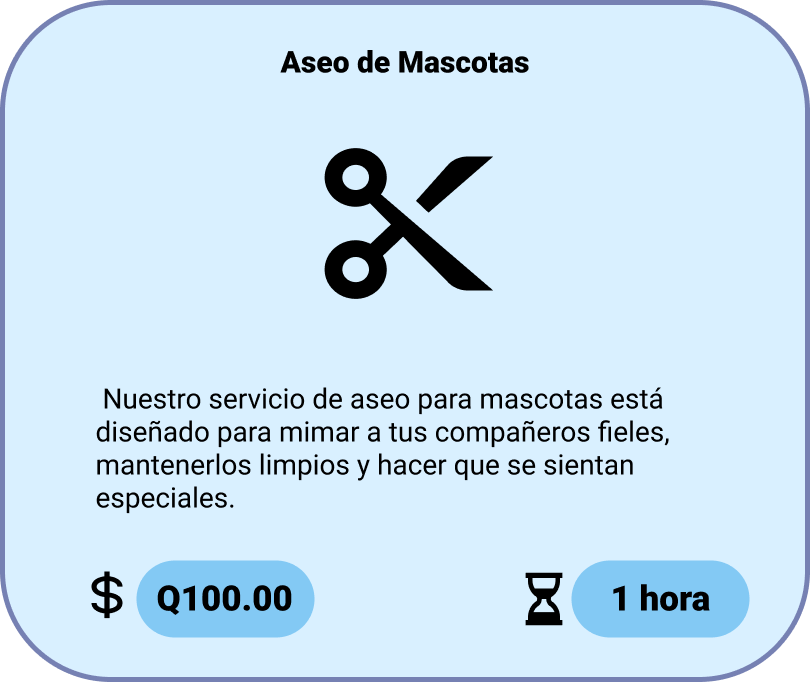 Aseo de Mascotas
Nuestro servicio de aseo para mascotas está
diseñado para mimar a tus compañeros fieles,
mantenerlos limpios y hacer que se sientan
especiales.
$ Q100.00
1 hora